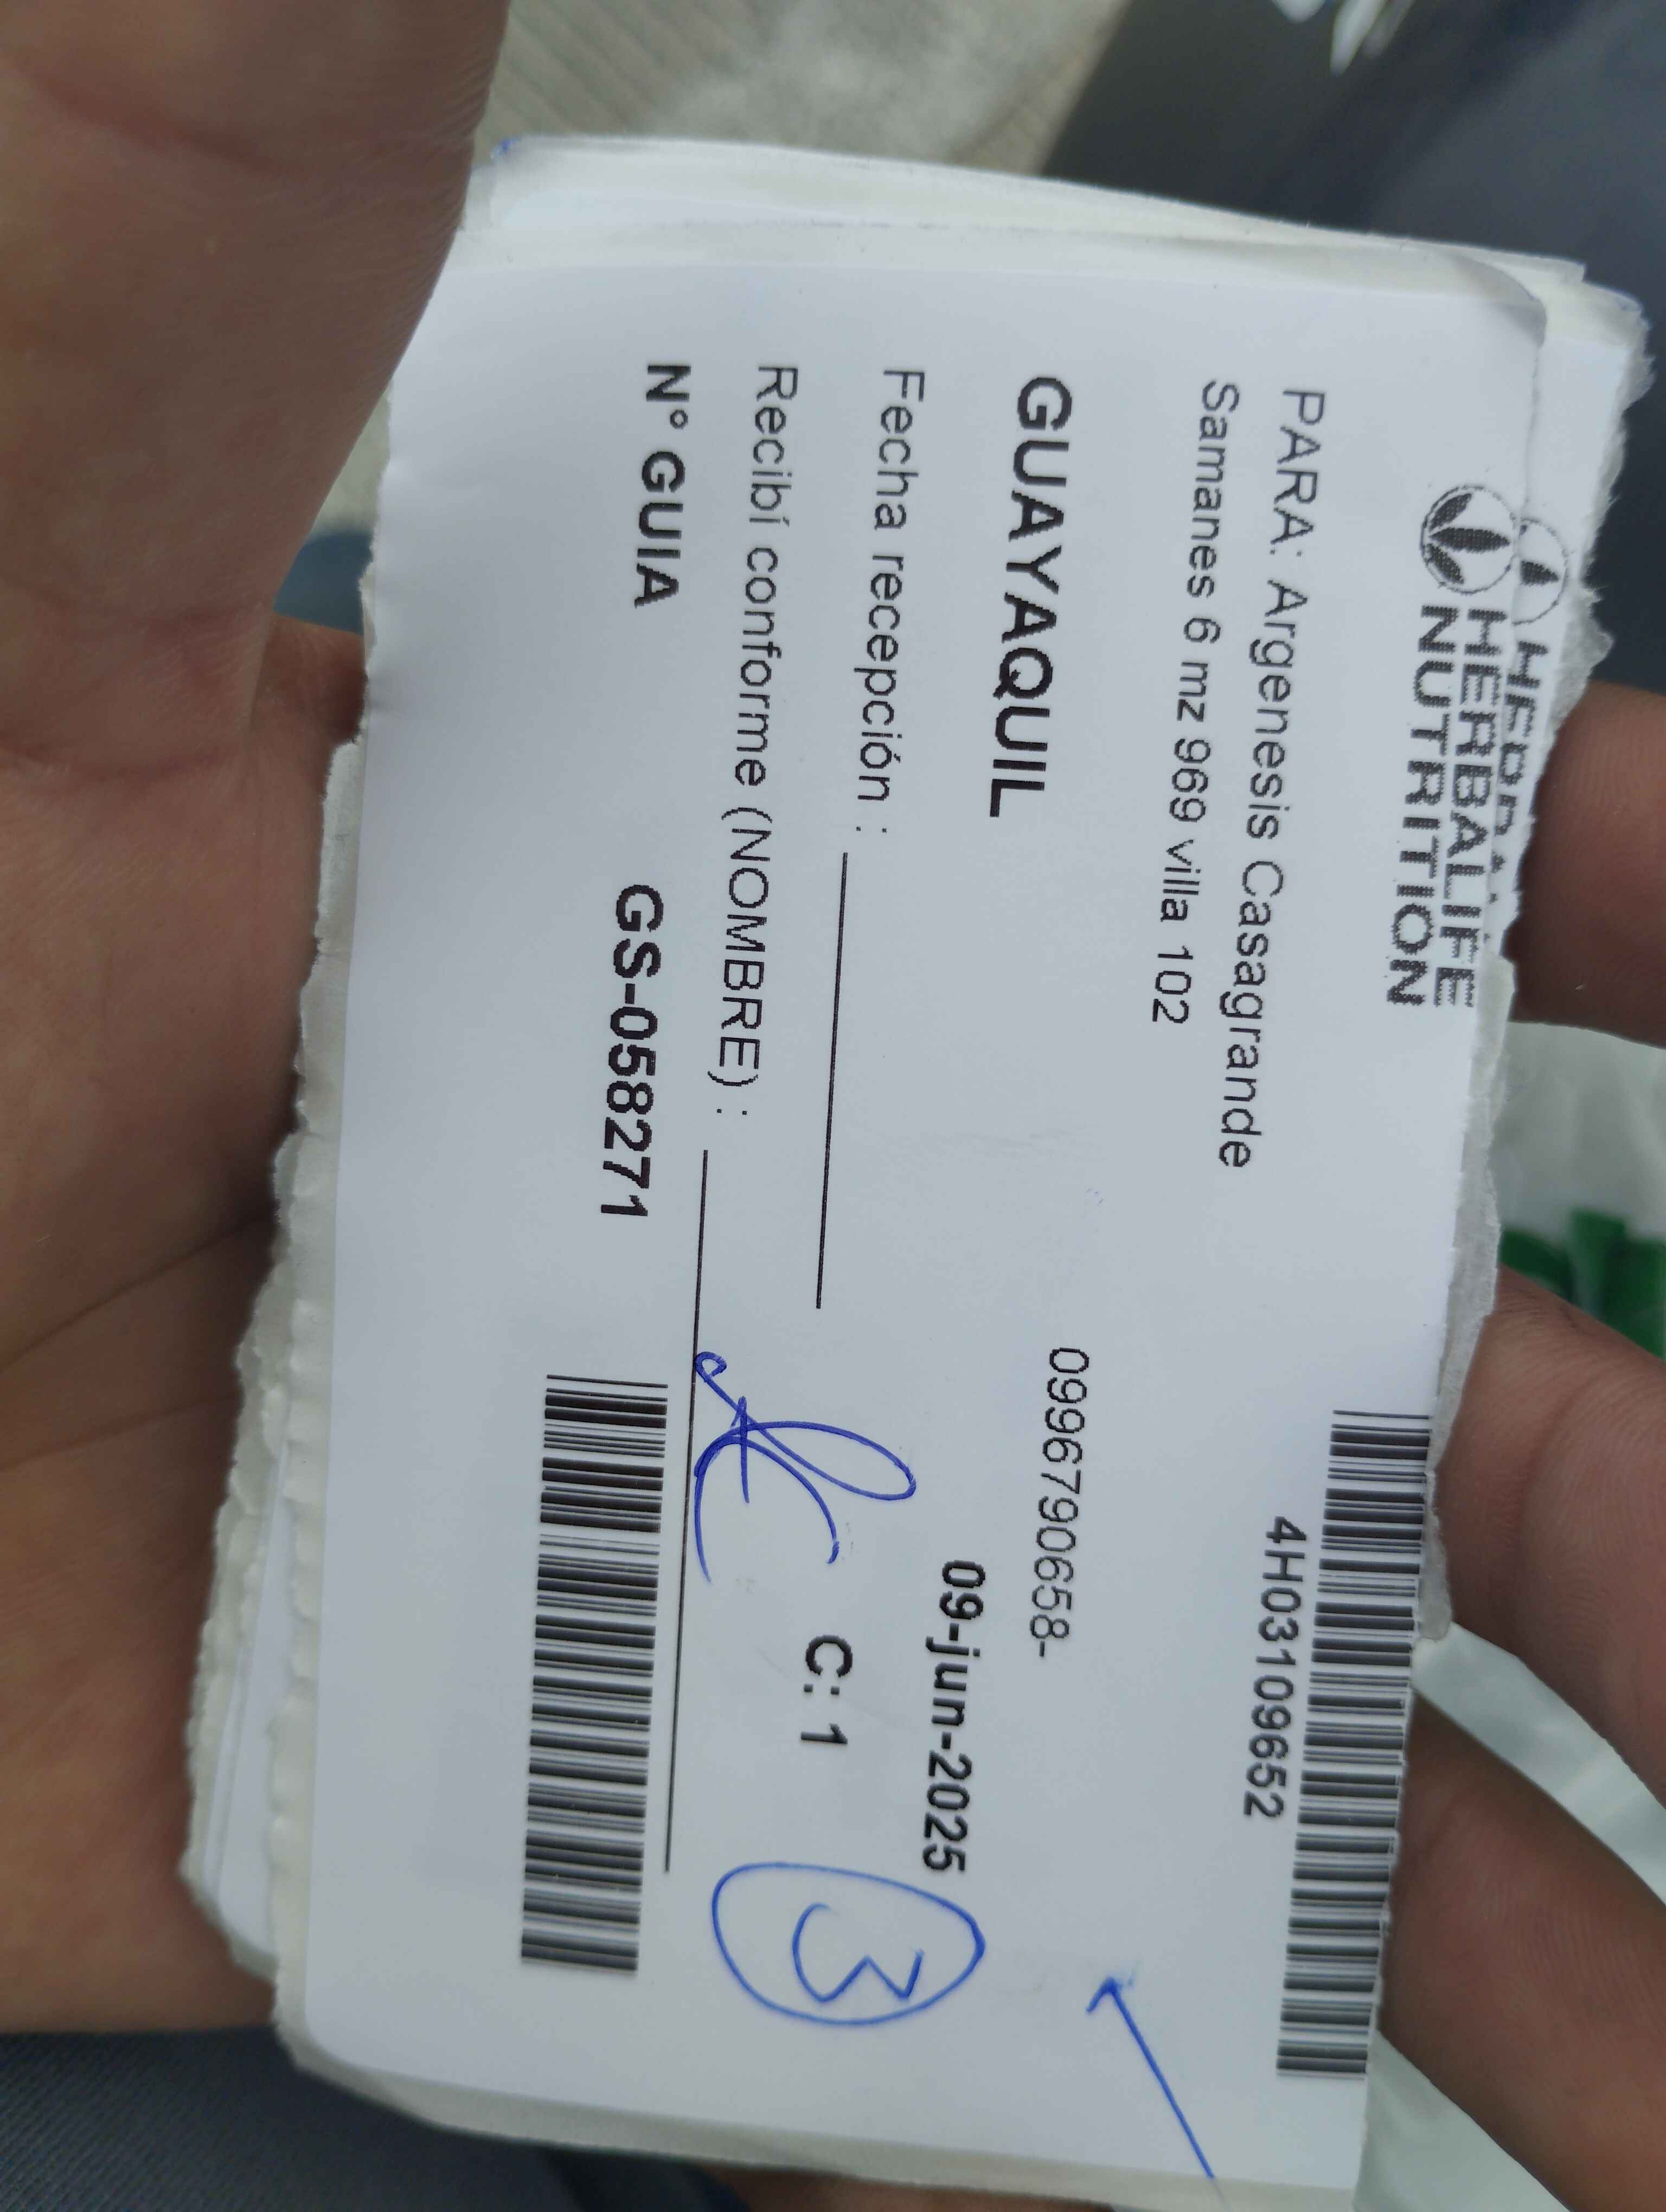 HERBALIFE
NUTRITION
4H03109652
PARA: Argenesis Casagrande
Samanes 6 mz 969 villa 102
0996790658-
GUAYAQUIL
09-jun-2025
Fecha recepción :
C: 1
3
Recibí conforme (NOMBRE) :
N° GUIA
GS-058271